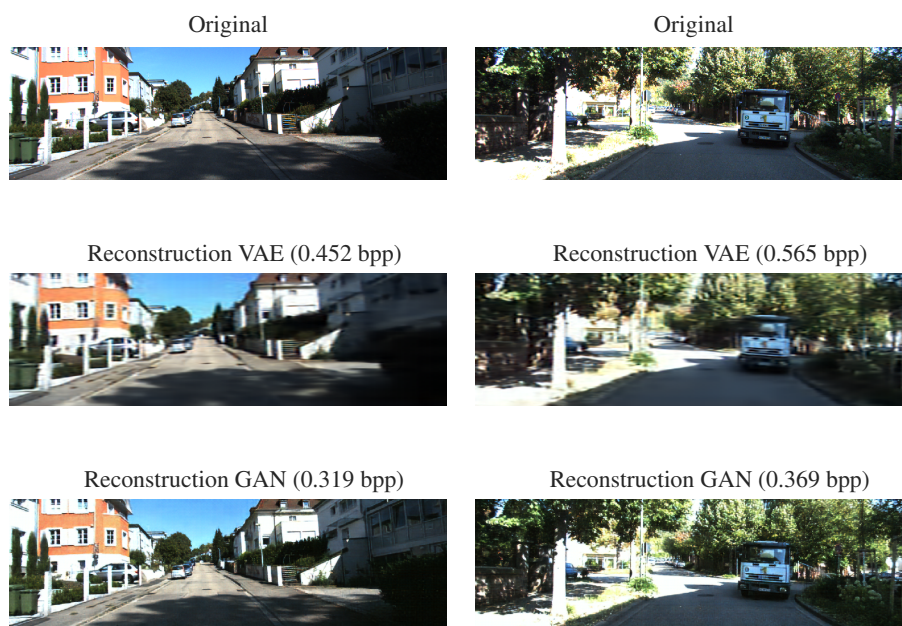 Original
Original
Reconstruction VAE (0.452 bpp)
Reconstruction VAE (0.565 bpp)
Reconstruction GAN (0.319 bpp)
Reconstruction GAN (0.369 bpp)